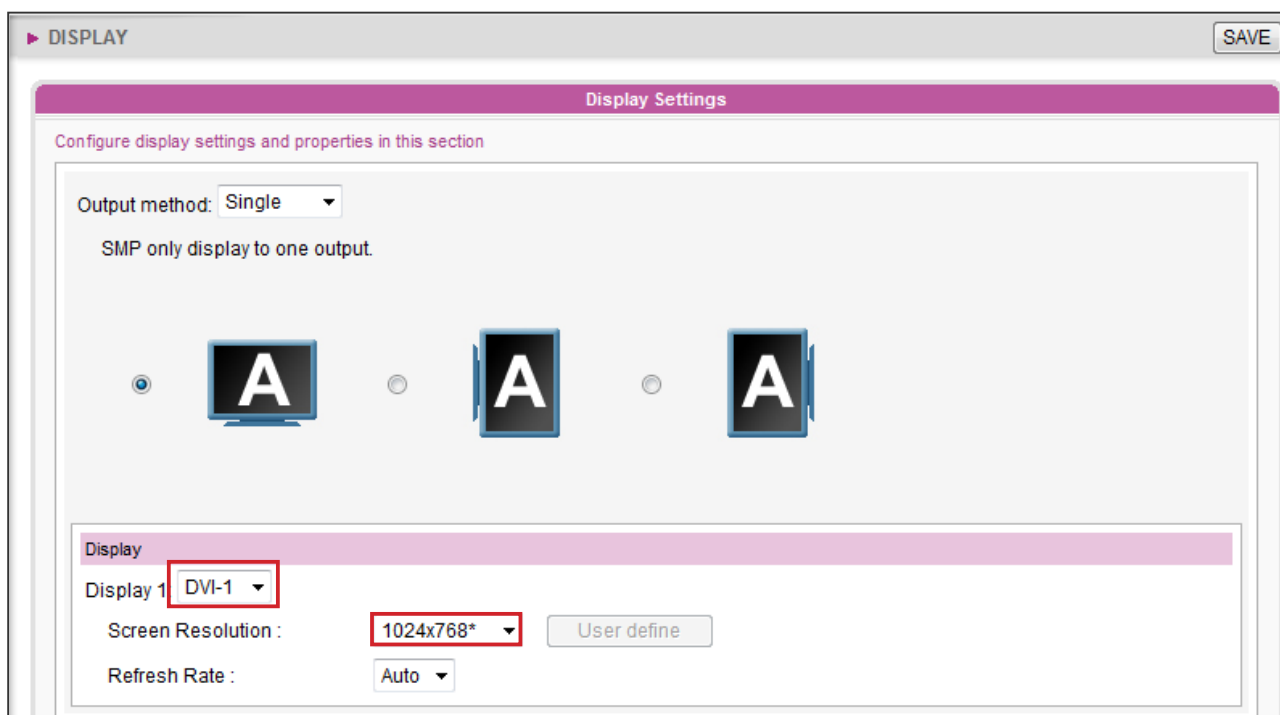 DISPLAY SAVE
Display Settings
Configure display settings and properties in this section
Output method: Single
SMP only display to one output.
A A A
Display
Display 1: DVI-1
Screen Resolution : 1024x768* User define
Refresh Rate : Auto